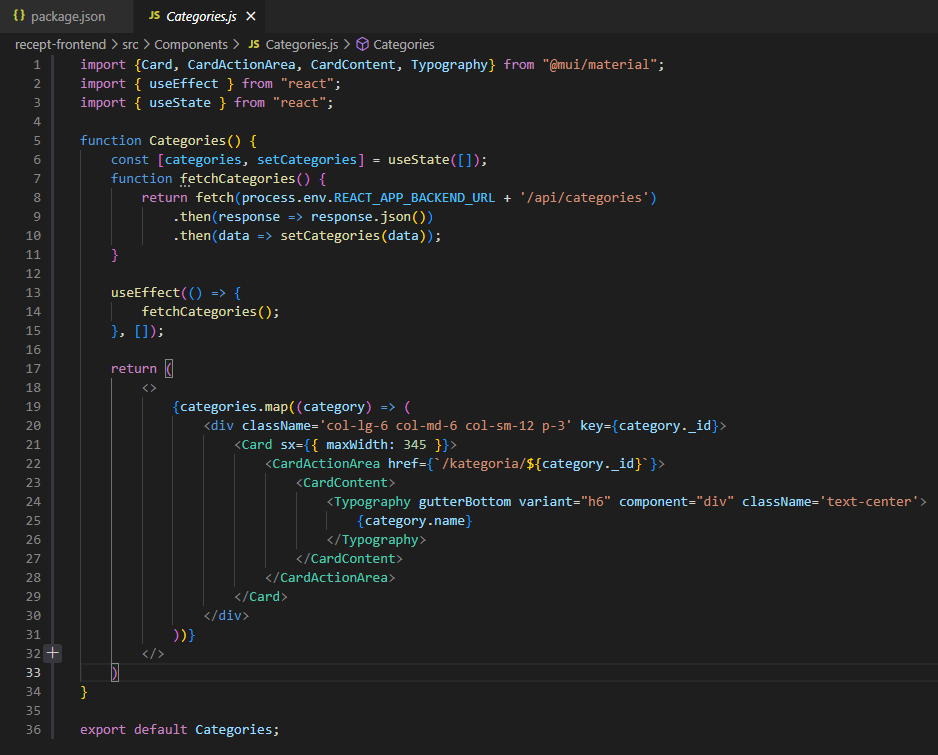 {} package.json JS Categories.js ×
recept-frontend > src > Components > JS Categories.js > Categories
1 import {Card, CardActionArea, CardContent, Typography} from "@mui/material";
2 import { useEffect } from "react";
3 import { useState } from "react";
4
5 function Categories() {
6     const [categories, setCategories] = useState([]);
7     function fetchCategories() {
8         return fetch(process.env.REACT_APP_BACKEND_URL + '/api/categories')
9             .then(response => response.json())
10             .then(data => setCategories(data));
11     }
12
13     useEffect(() => {
14         fetchCategories();
15     }, []);
16
17     return (
18         <>
19             {categories.map((category) => (
20                 <div className='col-lg-6 col-md-6 col-sm-12 p-3' key={category._id}>
21                     <Card sx={{ maxWidth: 345 }}>
22                         <CardActionArea href={`/kategoria/${category._id}`}>
23                             <CardContent>
24                                 <Typography gutterBottom variant="h6" component="div" className='text-center'>
25                                     {category.name}
26                                 </Typography>
27                             </CardContent>
28                         </CardActionArea>
29                     </Card>
30                 </div>
31             ))}
32 +         </>
33     )
34 }
35
36 export default Categories;